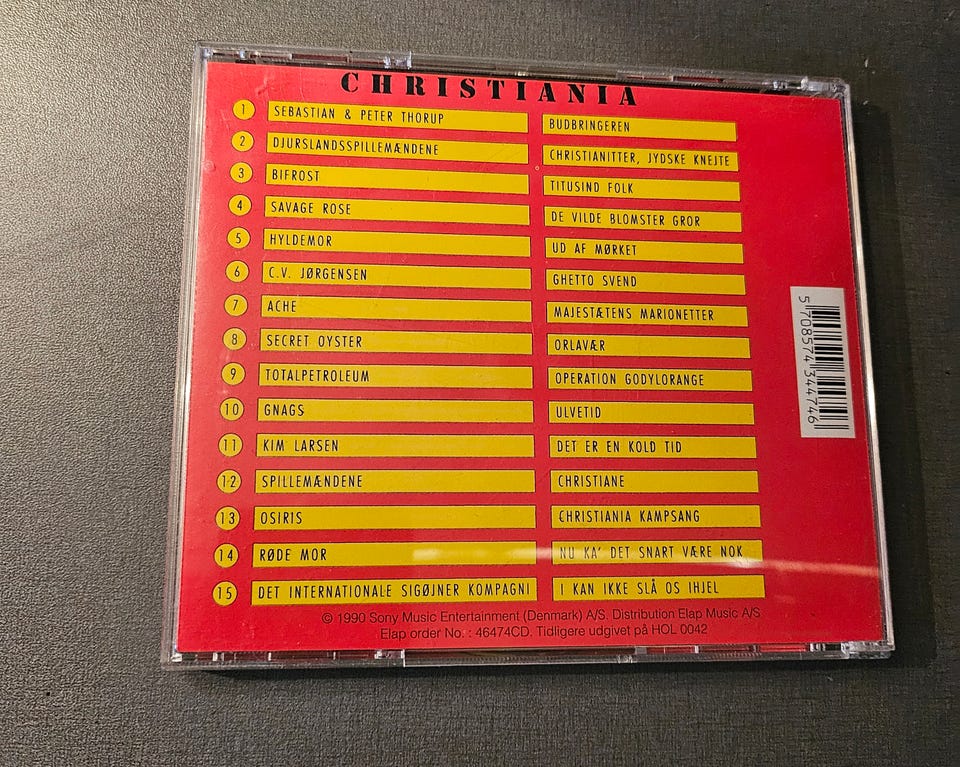 CHRISTIANIA
1 SEBASTIAN & PETER THORUP BUDBRINGEREN
2 DJURSLANDSSPILLEMÆNDENE CHRISTIANITTER, JYDSKE KNEJTE
3 BIFROST TITUSIND FOLK
4 SAVAGE ROSE DE VILDE BLOMSTER GROR
5 HYLDEMOR UD AF MØRKET
6 C.V. JØRGENSEN GHETTO SVEND
7 ACHE MAJESTÆTENS MARIONETTER
8 SECRET OYSTER ORLAVÆR
9 TOTALPETROLEUM OPERATION GODYLORANGE
10 GNAGS ULVETID
11 KIM LARSEN DET ER EN KOLD TID
12 SPILLEMÆNDENE CHRISTIANE
13 OSIRIS CHRISTIANIA KAMPSANG
14 RØDE MOR NU KA' DET SNART VÆRE NOK
15 DET INTERNATIONALE SIGØJNER KOMPAGNI I KAN IKKE SLÅ OS IHJEL
© 1990 Sony Music Entertainment (Denmark) A/S. Distribution Elap Music A/S
Elap order No. : 46474CD. Tidligere udgivet på HOL 0042
5 708574 344746